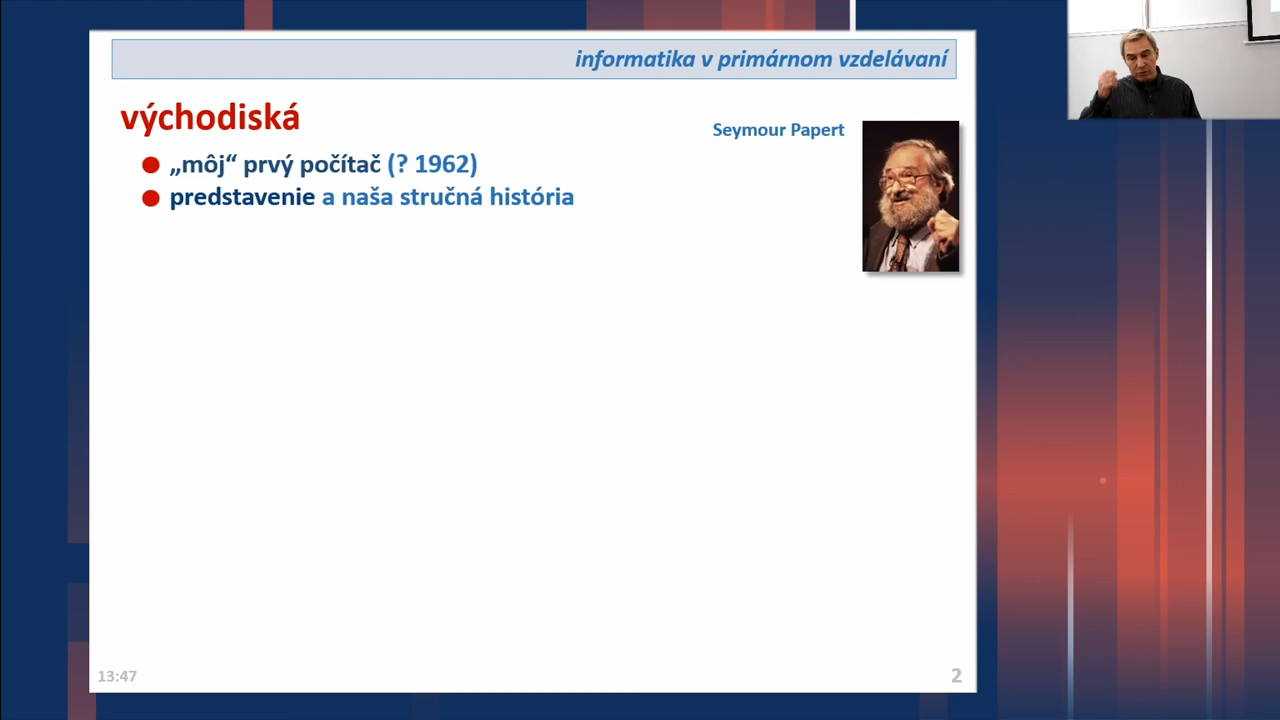 informatika v primárnom vzdelávaní
východiská
Seymour Papert
„môj“ prvý počítač (? 1962)
predstavenie a naša stručná história
13:47
2